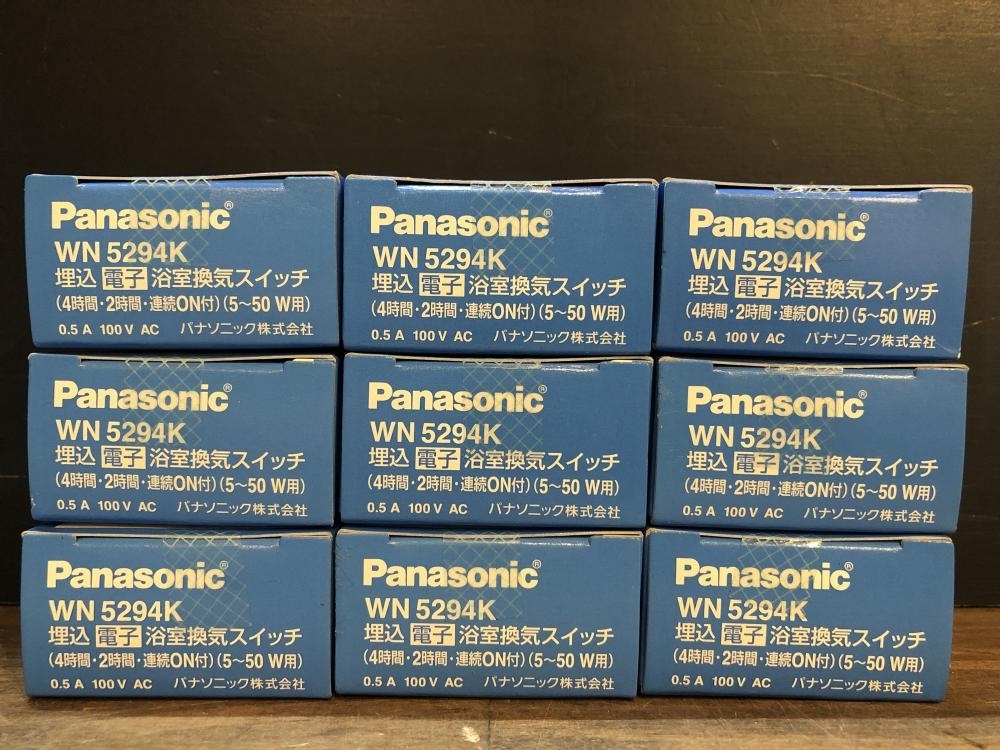 Panasonic®
WN 5294K
埋込 電子 浴室換気スイッチ
(4時間・2時間・連続ON付)(5～50 W用)
0.5 A 100 V AC パナソニック株式会社
Panasonic®
WN 5294K
埋込 電子 浴室換気スイッチ
(4時間・2時間・連続ON付)(5～50 W用)
0.5 A 100 V AC パナソニック株式会社
Panasonic®
WN 5294K
埋込 電子 浴室換気スイッチ
(4時間・2時間・連続ON付)(5～50 W用)
0.5 A 100 V AC パナソニック株式会社
Panasonic®
WN 5294K
埋込 電子 浴室換気スイッチ
(4時間・2時間・連続ON付)(5～50 W用)
0.5 A 100 V AC パナソニック株式会社
Panasonic®
WN 5294K
埋込 電子 浴室換気スイッチ
(4時間・2時間・連続ON付)(5～50 W用)
0.5 A 100 V AC パナソニック株式会社
Panasonic®
WN 5294K
埋込 電子 浴室換気スイッチ
(4時間・2時間・連続ON付)(5～50 W用)
0.5 A 100 V AC パナソニック株式会社
Panasonic®
WN 5294K
埋込 電子 浴室換気スイッチ
(4時間・2時間・連続ON付)(5～50 W用)
0.5 A 100 V AC パナソニック株式会社
Panasonic®
WN 5294K
埋込 電子 浴室換気スイッチ
(4時間・2時間・連続ON付)(5～50 W用)
0.5 A 100 V AC パナソニック株式会社
Panasonic®
WN 5294K
埋込 電子 浴室換気スイッチ
(4時間・2時間・連続ON付)(5～50 W用)
0.5 A 100 V AC パナソニック株式会社